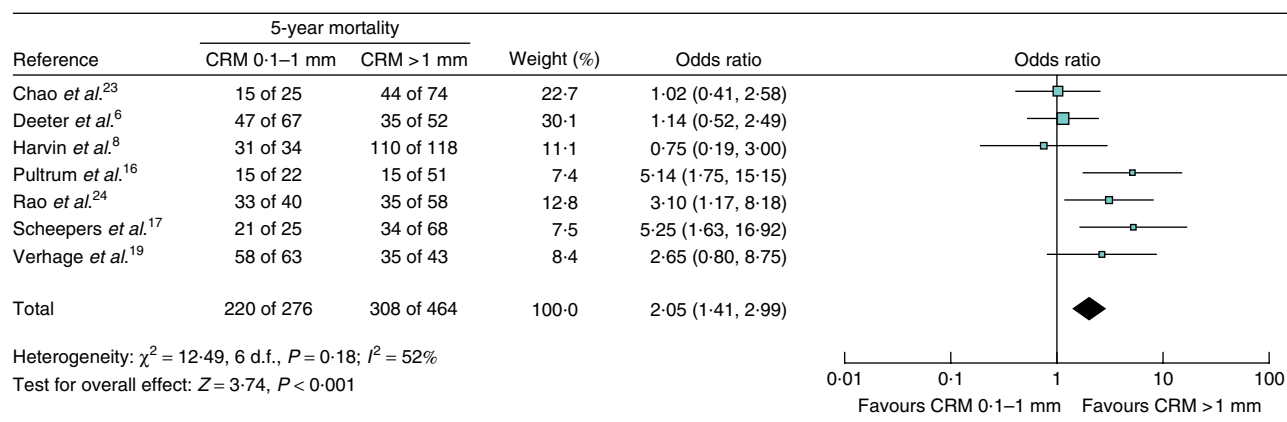 5-year mortality
Reference CRM 0·1–1 mm CRM >1 mm Weight (%) Odds ratio Odds ratio
Chao et al.23 15 of 25 44 of 74 22·7 1·02 (0·41, 2·58)
Deeter et al.6 47 of 67 35 of 52 30·1 1·14 (0·52, 2·49)
Harvin et al.8 31 of 34 110 of 118 11·1 0·75 (0·19, 3·00)
Pultrum et al.16 15 of 22 15 of 51 7·4 5·14 (1·75, 15·15)
Rao et al.24 33 of 40 35 of 58 12·8 3·10 (1·17, 8·18)
Scheepers et al.17 21 of 25 34 of 68 7·5 5·25 (1·63, 16·92)
Verhage et al.19 58 of 63 35 of 43 8·4 2·65 (0·80, 8·75)
Total 220 of 276 308 of 464 100·0 2·05 (1·41, 2·99)
Heterogeneity: χ2 = 12·49, 6 d.f., P = 0·18; I2 = 52%
Test for overall effect: Z = 3·74, P < 0·001
0·01 0·1 1 10 100
Favours CRM 0·1–1 mm Favours CRM >1 mm